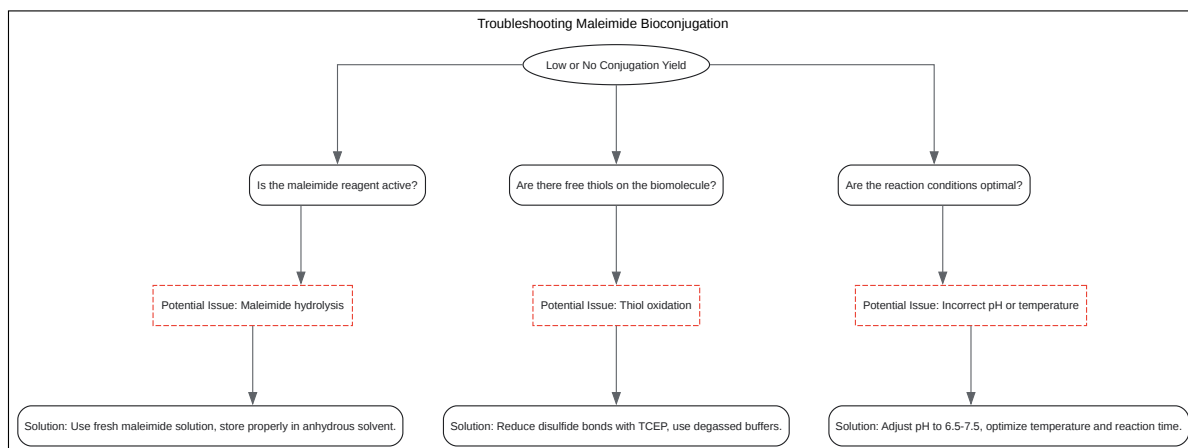 Troubleshooting Maleimide Bioconjugation
Low or No Conjugation Yield
Is the maleimide reagent active?
Are there free thiols on the biomolecule?
Are the reaction conditions optimal?
Potential Issue: Maleimide hydrolysis
Potential Issue: Thiol oxidation
Potential Issue: Incorrect pH or temperature
Solution: Use fresh maleimide solution, store properly in anhydrous solvent.
Solution: Reduce disulfide bonds with TCEP, use degassed buffers.
Solution: Adjust pH to 6.5-7.5, optimize temperature and reaction time.